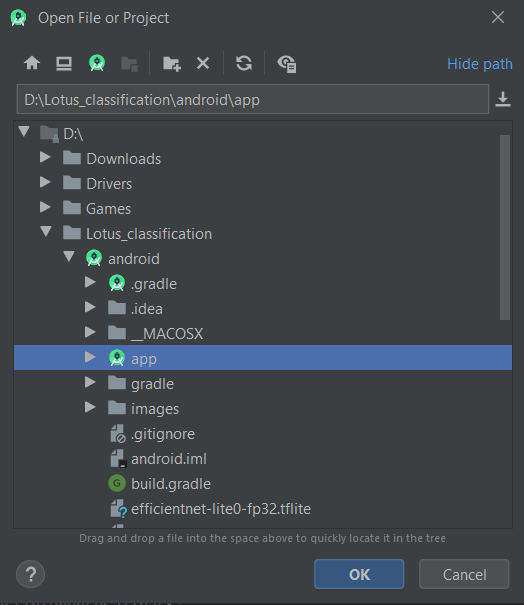 Open File or Project
Hide path
D:\Lotus_classification\android\app
D:\
Downloads
Drivers
Games
Lotus_classification
android
.gradle
.idea
__MACOSX
app
gradle
images
.gitignore
android.iml
build.gradle
efficientnet-lite0-fp32.tflite
Drag and drop a file into the space above to quickly locate it in the tree
?
OK
Cancel